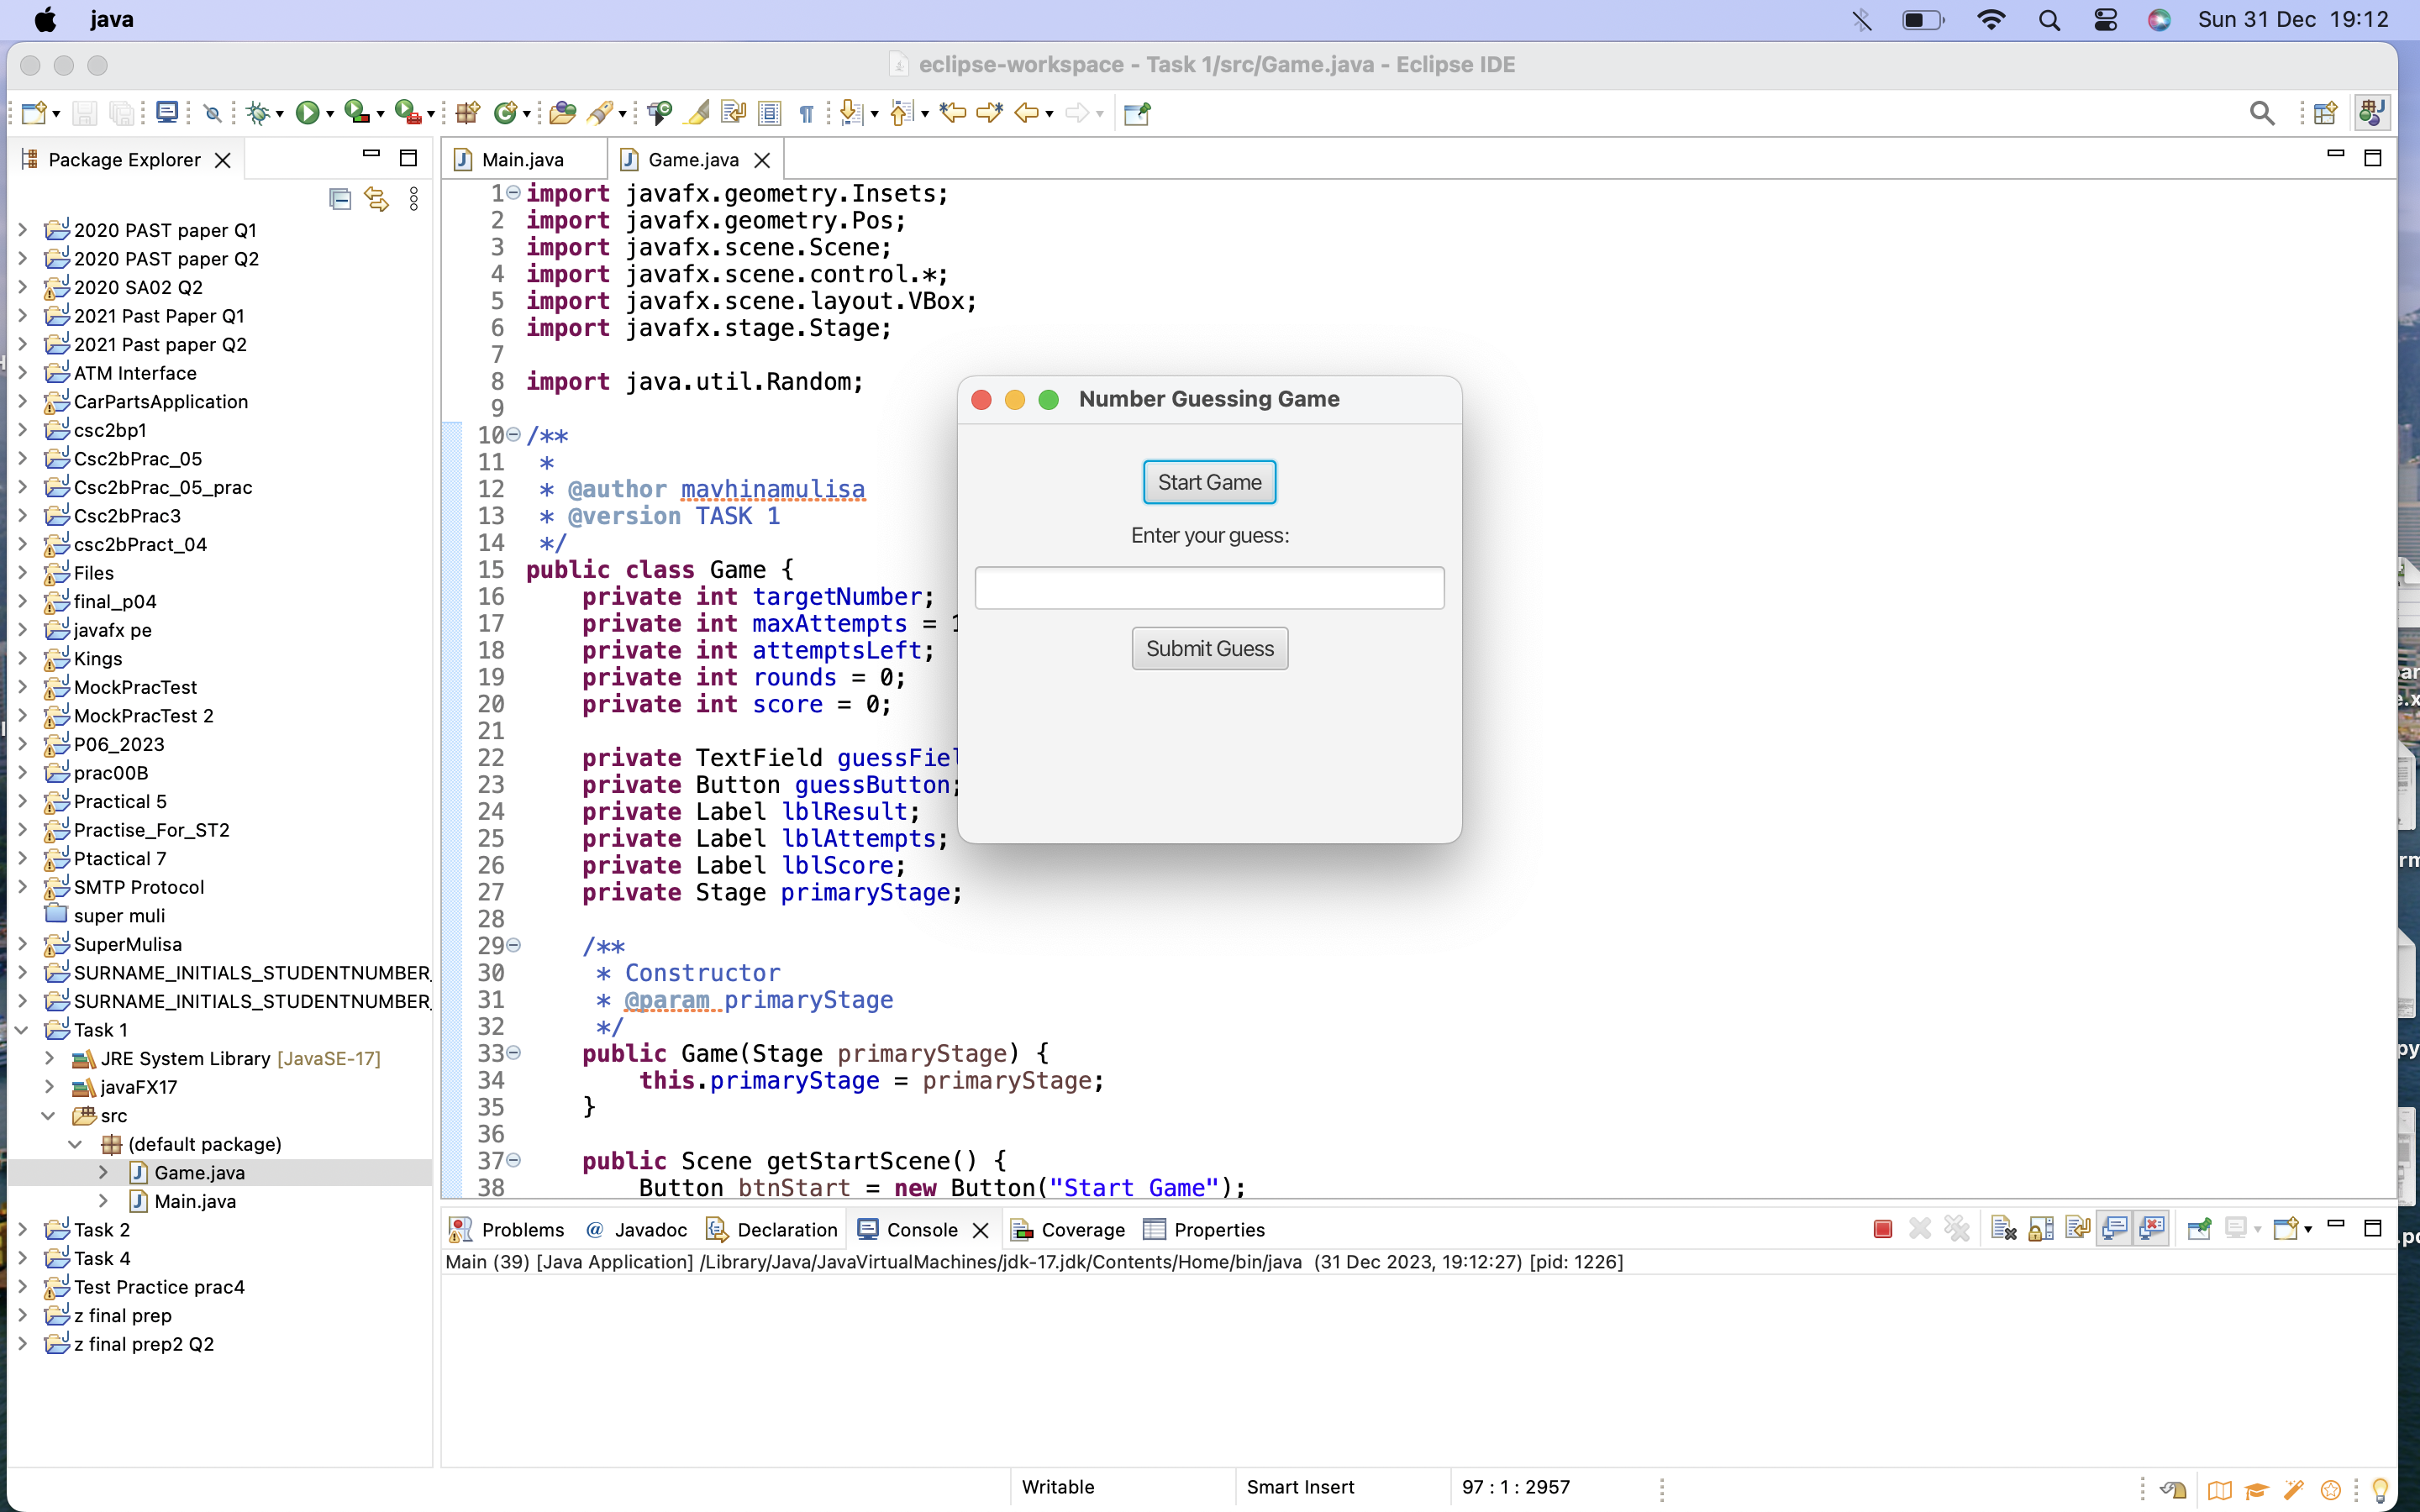 java
Sun 31 Dec 19:12
eclipse-workspace - Task 1/src/Game.java - Eclipse IDE
Package Explorer
2020 PAST paper Q1
2020 PAST paper Q2
2020 SA02 Q2
2021 Past Paper Q1
2021 Past paper Q2
ATM Interface
CarPartsApplication
csc2bp1
Csc2bPrac_05
Csc2bPrac_05_prac
Csc2bPrac3
csc2bPract_04
Files
final_p04
javafx pe
Kings
MockPracTest
MockPracTest 2
P06_2023
prac00B
Practical 5
Practise_For_ST2
Ptactical 7
SMTP Protocol
super muli
SuperMulisa
SURNAME_INITIALS_STUDENTNUMBER_
SURNAME_INITIALS_STUDENTNUMBER_
Task 1
JRE System Library [JavaSE-17]
javaFX17
src
(default package)
Game.java
Main.java
Task 2
Task 4
Test Practice prac4
z final prep
z final prep2 Q2
Main.java
Game.java
1 import javafx.geometry.Insets;
2 import javafx.geometry.Pos;
3 import javafx.scene.Scene;
4 import javafx.scene.control.*;
5 import javafx.scene.layout.VBox;
6 import javafx.stage.Stage;
7
8 import java.util.Random;
9
10 /**
11 *
12 * @author mavhinamulisa
13 * @version TASK 1
14 */
15 public class Game {
16 private int targetNumber;
17 private int maxAttempts = 1
18 private int attemptsLeft;
19 private int rounds = 0;
20 private int score = 0;
21
22 private TextField guessFiel
23 private Button guessButton;
24 private Label lblResult;
25 private Label lblAttempts;
26 private Label lblScore;
27 private Stage primaryStage;
28
29 /**
30 * Constructor
31 * @param primaryStage
32 */
33 public Game(Stage primaryStage) {
34 this.primaryStage = primaryStage;
35 }
36
37 public Scene getStartScene() {
38 Button btnStart = new Button("Start Game");
Number Guessing Game
Start Game
Enter your guess:
Submit Guess
Problems
Javadoc
Declaration
Console
Coverage
Properties
Main (39) [Java Application] /Library/Java/JavaVirtualMachines/jdk-17.jdk/Contents/Home/bin/java (31 Dec 2023, 19:12:27) [pid: 1226]
Writable
Smart Insert
97 : 1 : 2957